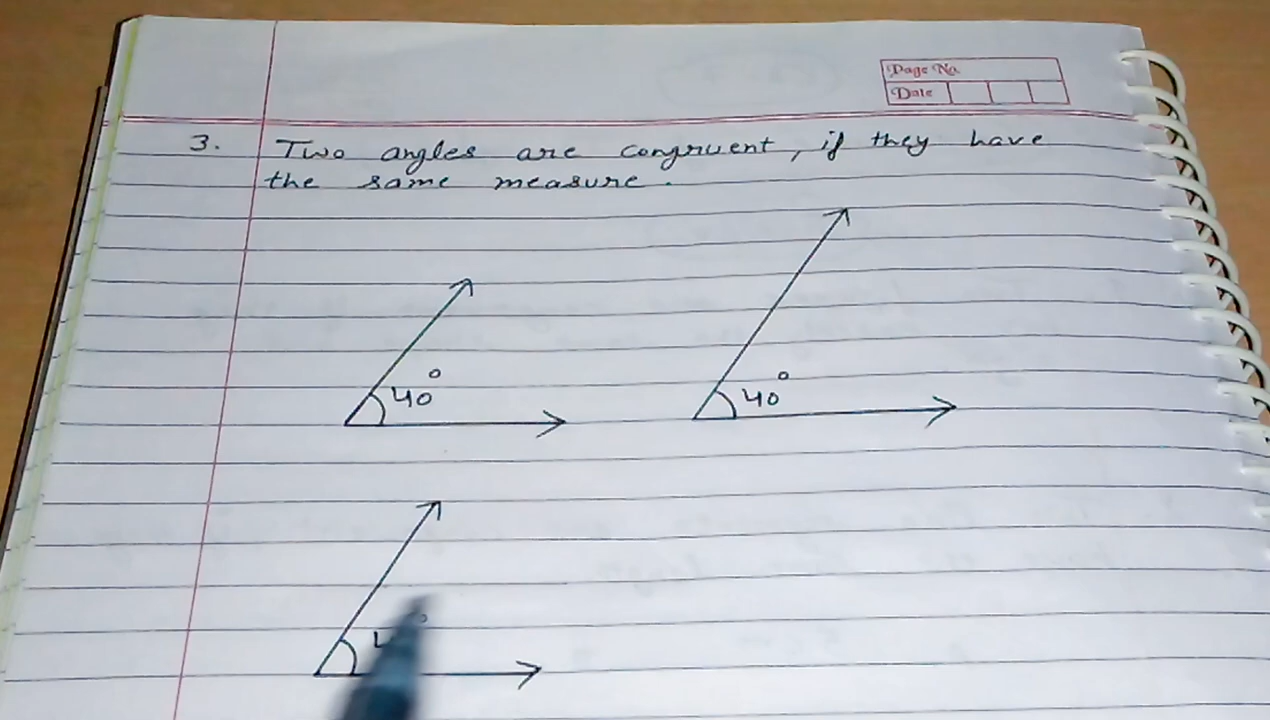 Page No.
Date
3. Two angles are congruent, if they have
the same measure.
40° 40°